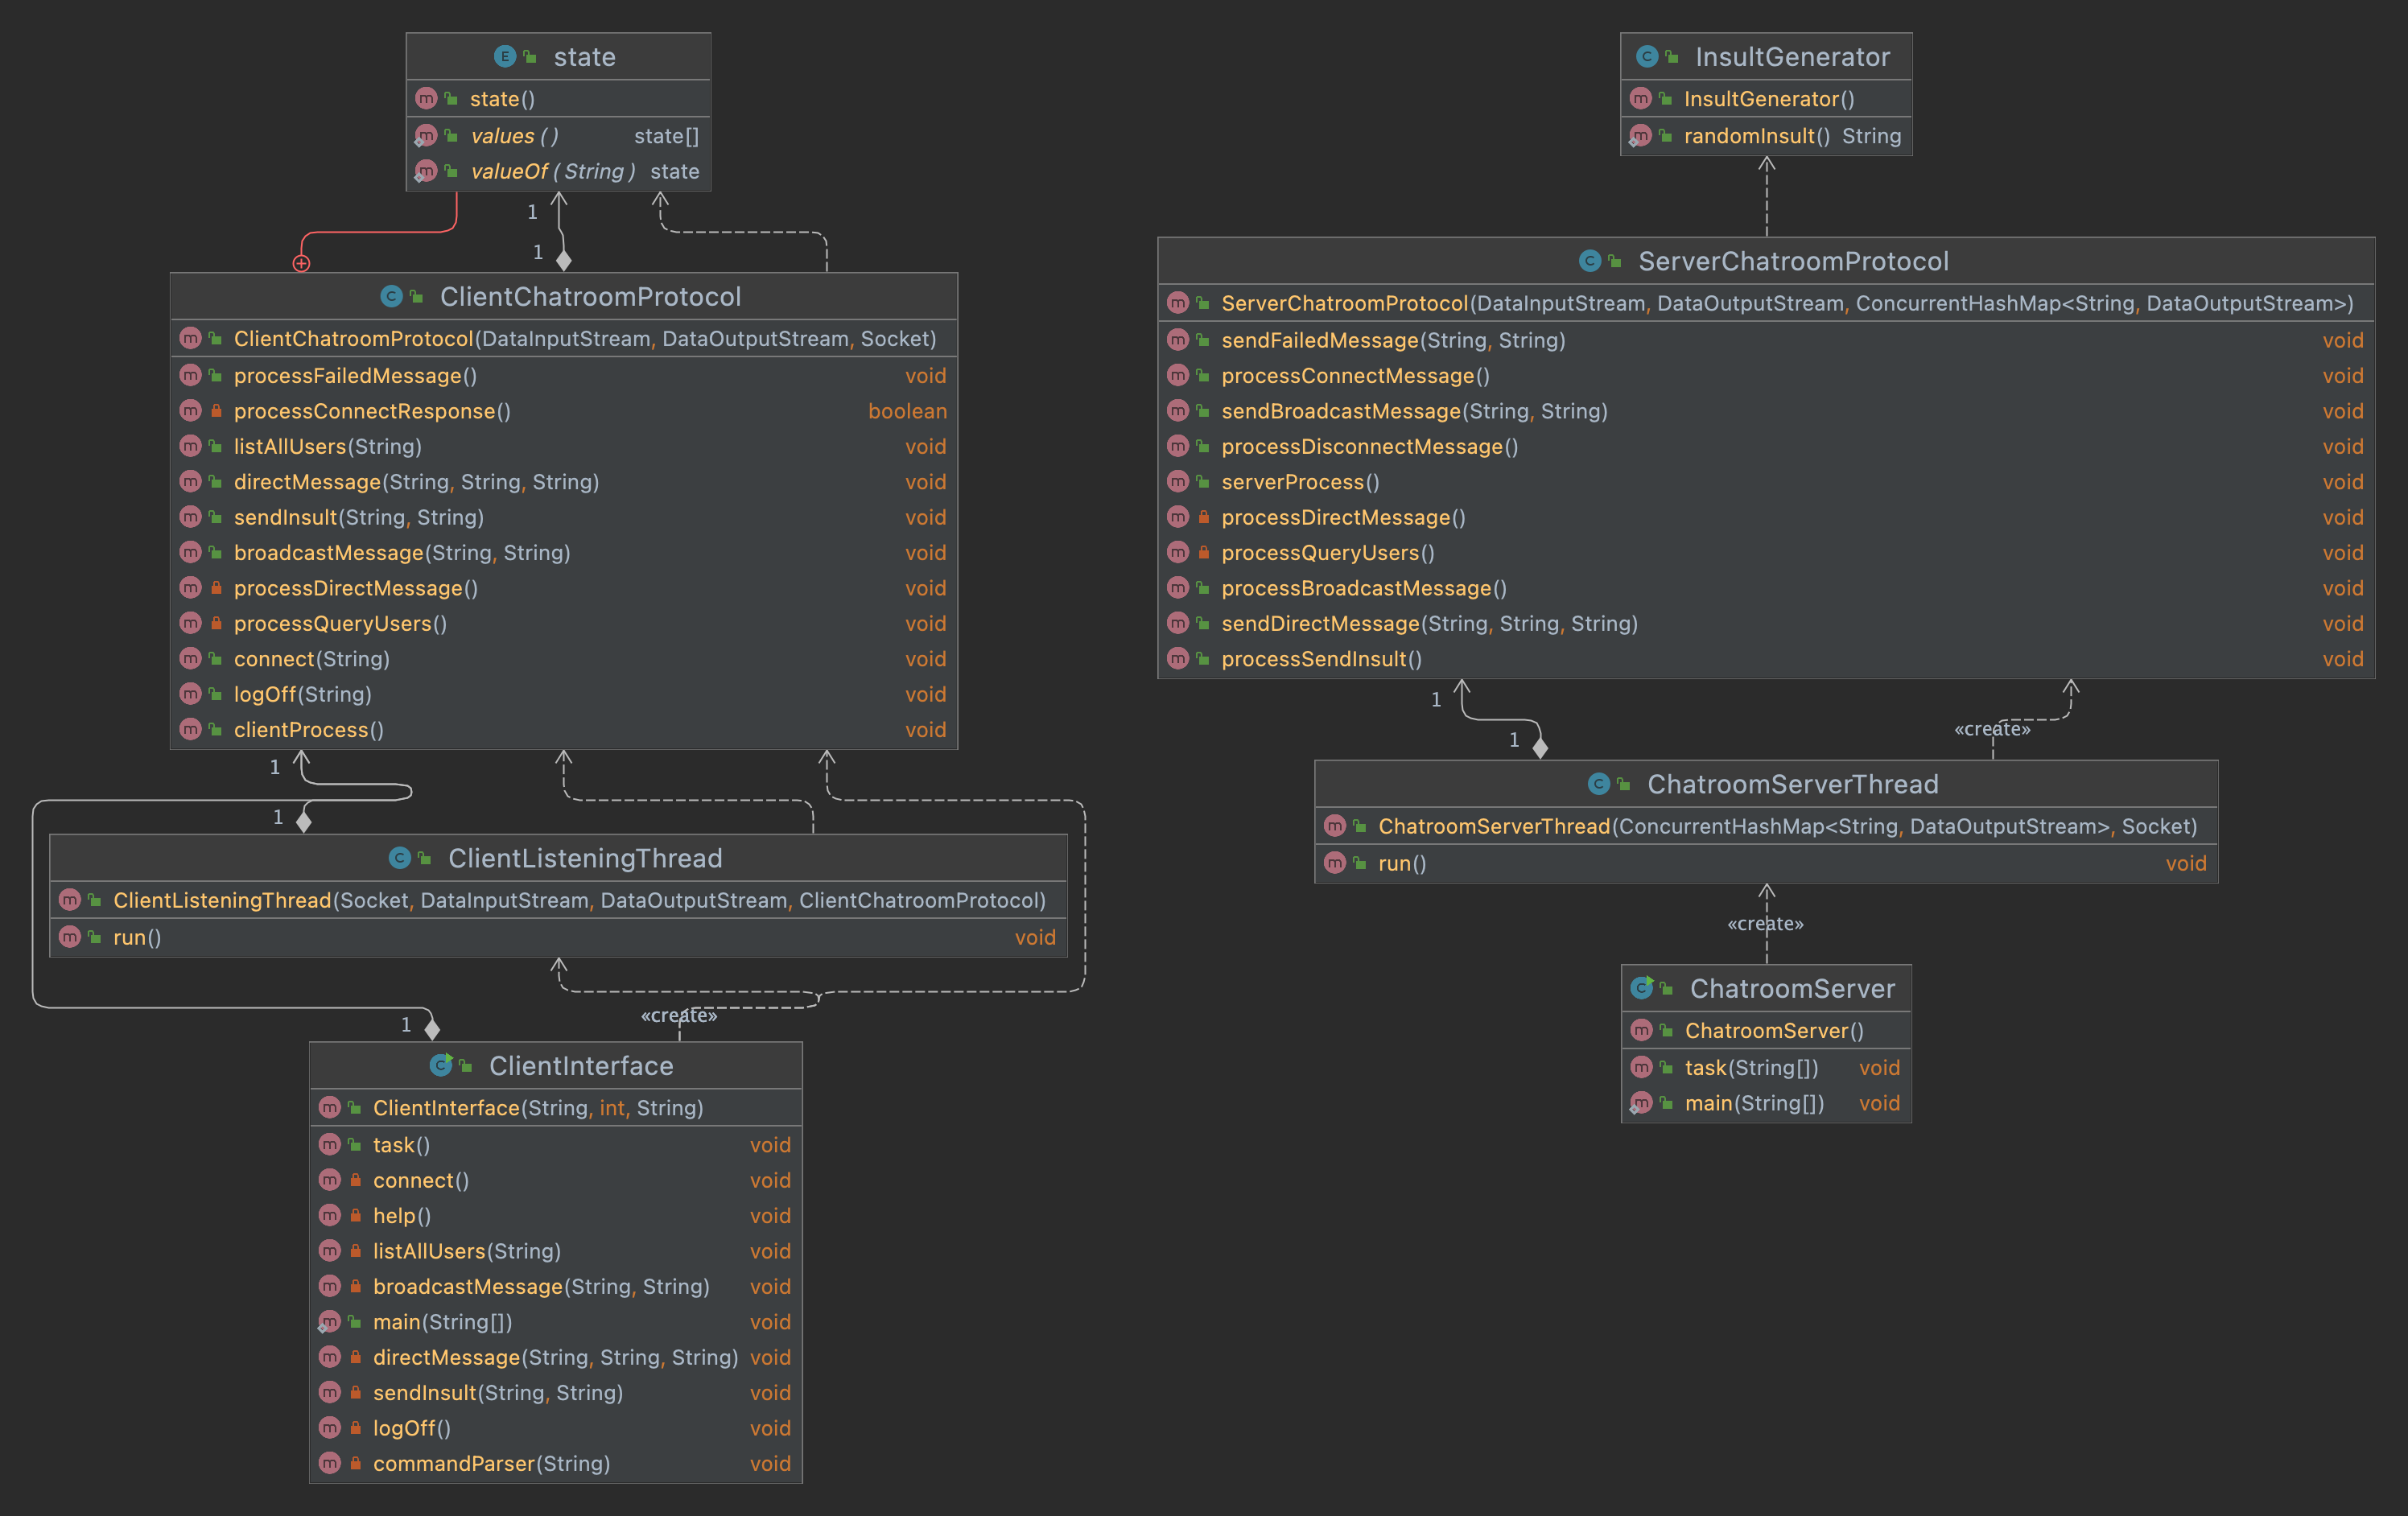 state
state()
values() state[]
valueOf(String) state
1
1
ClientChatroomProtocol
ClientChatroomProtocol(DataInputStream, DataOutputStream, Socket)
processFailedMessage() void
processConnectResponse() boolean
listAllUsers(String) void
directMessage(String, String, String) void
sendInsult(String, String) void
broadcastMessage(String, String) void
processDirectMessage() void
processQueryUsers() void
connect(String) void
logOff(String) void
clientProcess() void
1
1
ClientListeningThread
ClientListeningThread(Socket, DataInputStream, DataOutputStream, ClientChatroomProtocol)
run() void
«create»
1
ClientInterface
ClientInterface(String, int, String)
task() void
connect() void
help() void
listAllUsers(String) void
broadcastMessage(String, String) void
main(String[]) void
directMessage(String, String, String) void
sendInsult(String, String) void
logOff() void
commandParser(String) void
InsultGenerator
InsultGenerator()
randomInsult() String
ServerChatroomProtocol
ServerChatroomProtocol(DataInputStream, DataOutputStream, ConcurrentHashMap<String, DataOutputStream>)
sendFailedMessage(String, String) void
processConnectMessage() void
sendBroadcastMessage(String, String) void
processDisconnectMessage() void
serverProcess() void
processDirectMessage() void
processQueryUsers() void
processBroadcastMessage() void
sendDirectMessage(String, String, String) void
processSendInsult() void
1
«create»
1
ChatroomServerThread
ChatroomServerThread(ConcurrentHashMap<String, DataOutputStream>, Socket)
run() void
«create»
ChatroomServer
ChatroomServer()
task(String[]) void
main(String[]) void